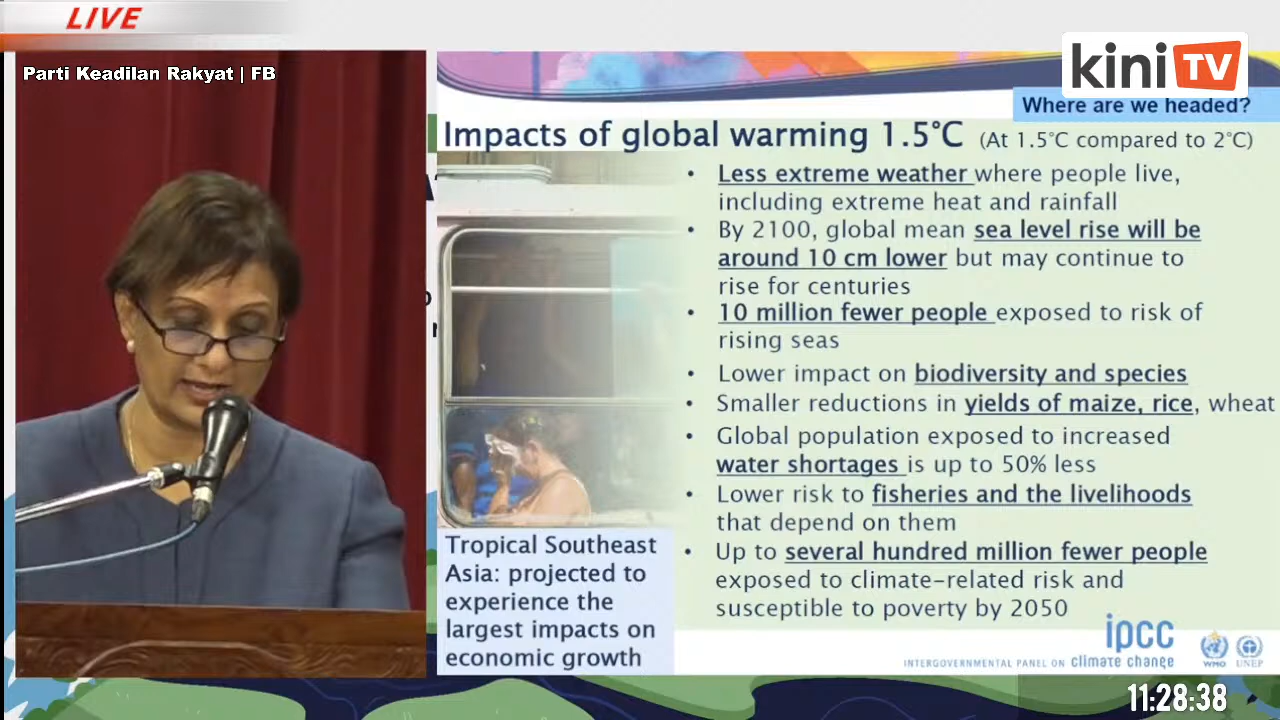 LIVE
Parti Keadilan Rakyat | FB
kini TV
Where are we headed?
Impacts of global warming 1.5°C (At 1.5°C compared to 2°C)
• Less extreme weather where people live,
including extreme heat and rainfall
• By 2100, global mean sea level rise will be
around 10 cm lower but may continue to
rise for centuries
• 10 million fewer people exposed to risk of
rising seas
• Lower impact on biodiversity and species
• Smaller reductions in yields of maize, rice, wheat
• Global population exposed to increased
water shortages is up to 50% less
• Lower risk to fisheries and the livelihoods
that depend on them
• Up to several hundred million fewer people
exposed to climate-related risk and
susceptible to poverty by 2050
Tropical Southeast
Asia: projected to
experience the
largest impacts on
economic growth
ipcc
INTERGOVERNMENTAL PANEL ON climate change
WMO
UNEP
11:28:38